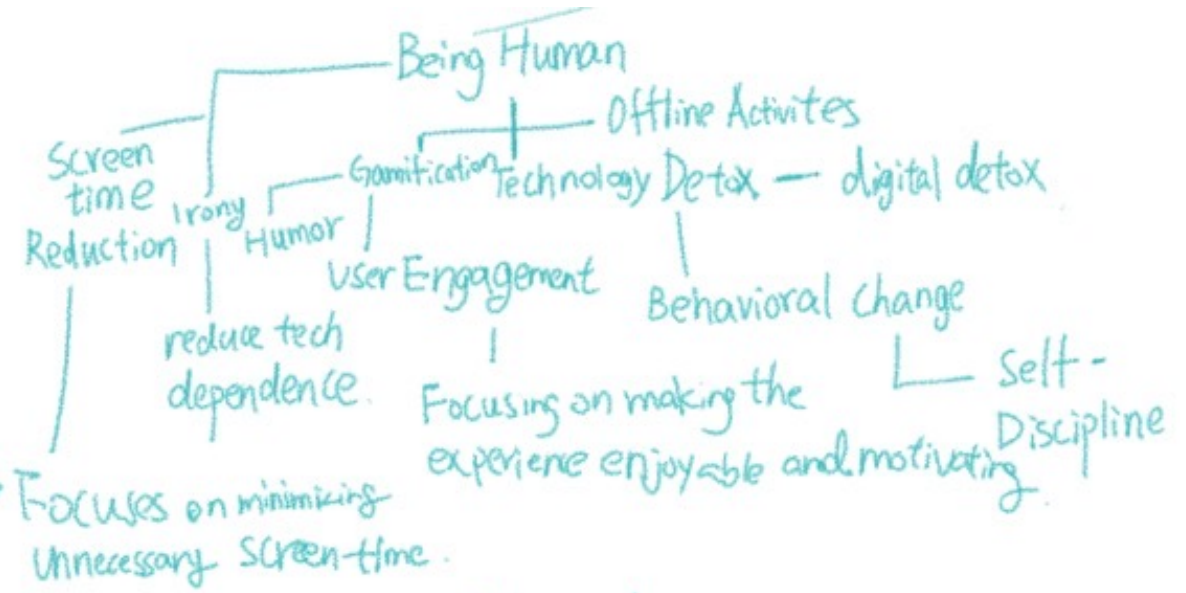 Being Human
Offline Activites
Screen
time
Reduction
Irony
Humor
Gamification
Technology Detox — digital detox
User Engagement
Behavioral Change
reduce tech
dependence.
Self-
Discipline
Focusing on making the
experiene enjoyable and motivating.
Focuses on minimizing
unnecessary screen-time.